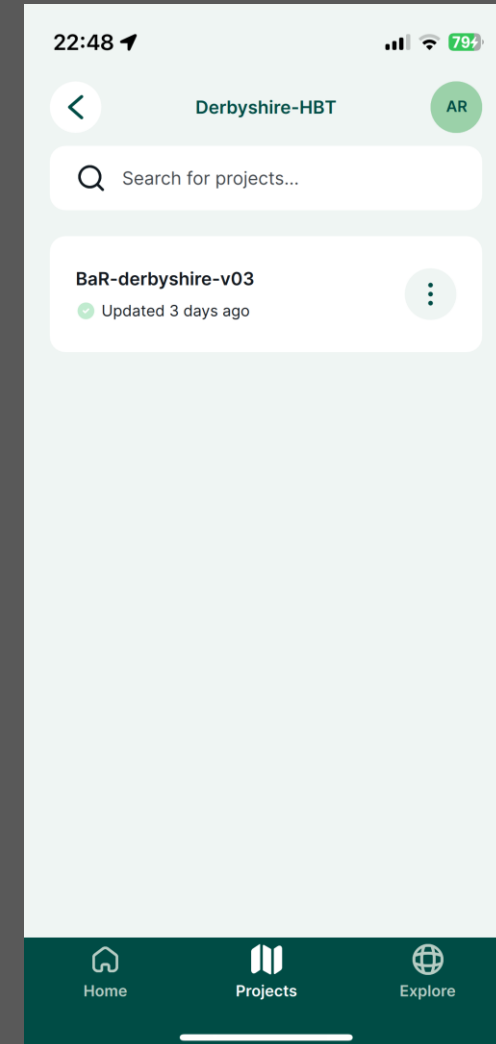 22:48
79
Derbyshire-HBT
AR
Search for projects...
BaR-derbyshire-v03
Updated 3 days ago
Home
Projects
Explore